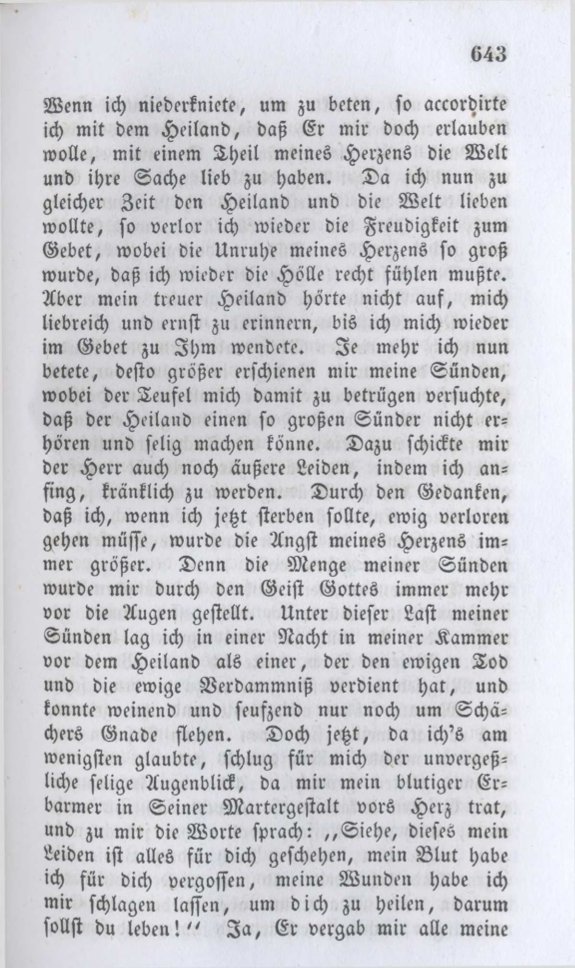 643
Wenn ich niederkniete, um zu beten, so accordirte
ich mit dem Heiland, daß Er mir doch erlauben
wolle, mit einem Theil meines Herzens die Welt
und ihre Sache lieb zu haben. Da ich nun zu
gleicher Zeit den Heiland und die Welt lieben
wollte, so verlor ich wieder die Freudigkeit zum
Gebet, wobei die Unruhe meines Herzens so groß
wurde, daß ich wieder die Hölle recht fühlen mußte.
Aber mein treuer Heiland hörte nicht auf, mich
liebreich und ernst zu erinnern, bis ich mich wieder
im Gebet zu Ihm wendete. Je mehr ich nun
betete, desto größer erschienen mir meine Sünden,
wobei der Teufel mich damit zu betrügen versuchte,
daß der Heiland einen so großen Sünder nicht er-
hören und selig machen könne. Dazu schickte mir
der Herr auch noch äußere Leiden, indem ich an-
fing, kränklich zu werden. Durch den Gedanken,
daß ich, wenn ich jetzt sterben sollte, ewig verloren
gehen müsse, wurde die Angst meines Herzens im-
mer größer. Denn die Menge meiner Sünden
wurde mir durch den Geist Gottes immer mehr
vor die Augen gestellt. Unter dieser Last meiner
Sünden lag ich in einer Nacht in meiner Kammer
vor dem Heiland als einer, der den ewigen Tod
und die ewige Verdammniß verdient hat, und
konnte weinend und seufzend nur noch um Schä-
chers Gnade flehen. Doch jetzt, da ich's am
wenigsten glaubte, schlug für mich der unvergeß-
liche selige Augenblick, da mir mein blutiger Er-
barmer in Seiner Martergestalt vors Herz trat,
und zu mir die Worte sprach: „Siehe, dieses mein
Leiden ist alles für dich geschehen, mein Blut habe
ich für dich vergossen, meine Wunden habe ich
mir schlagen lassen, um dich zu heilen, darum
sollst du leben!“ Ja, Er vergab mir alle meine